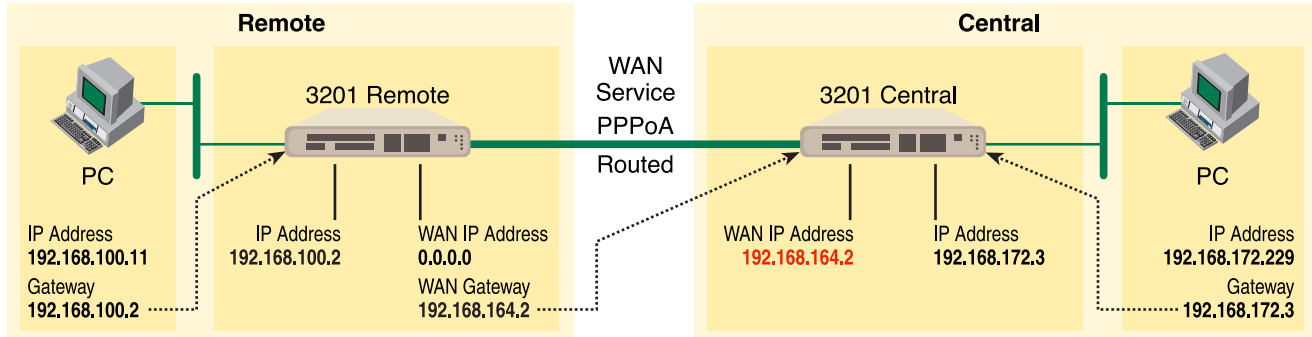 Remote
Central
3201 Remote
WAN
Service
PPPoA
Routed
3201 Central
PC
PC
IP Address
192.168.100.11
Gateway
192.168.100.2
IP Address
192.168.100.2
WAN IP Address
0.0.0.0
WAN Gateway
192.168.164.2
WAN IP Address
192.168.164.2
IP Address
192.168.172.3
IP Address
192.168.172.229
Gateway
192.168.172.3